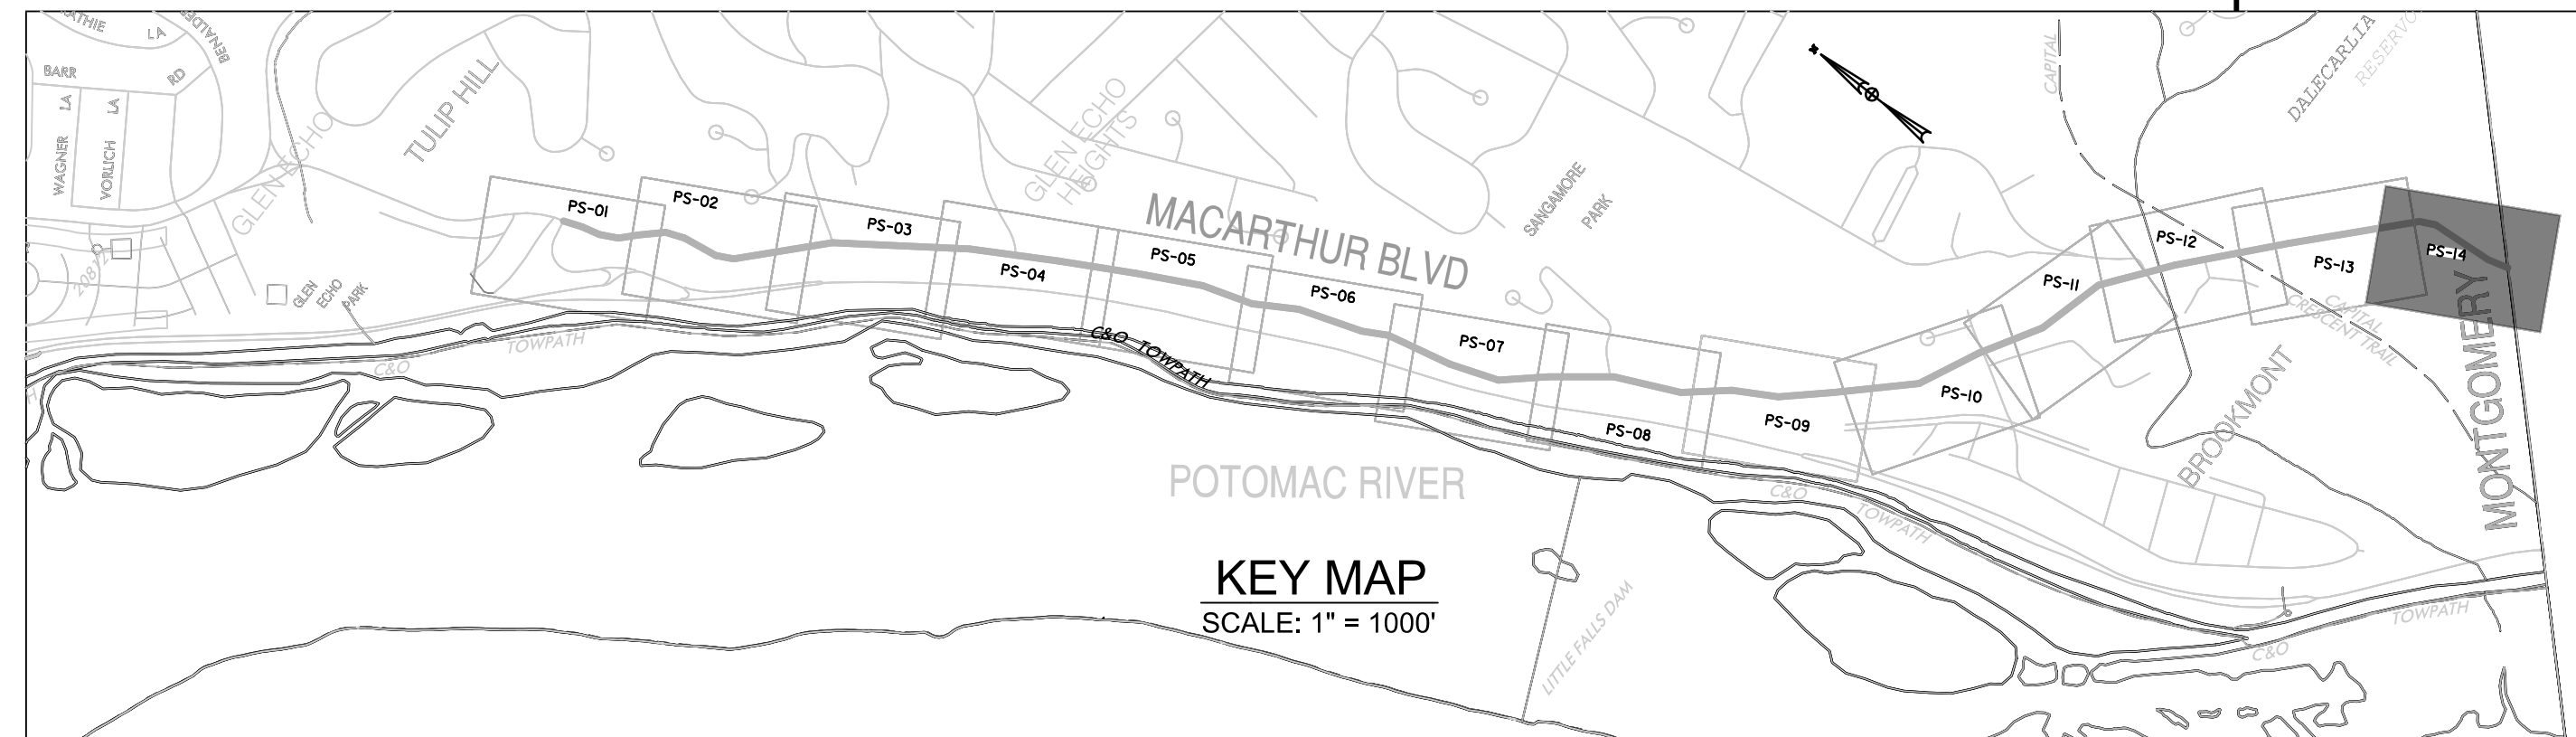 LA
BENALDER
BARR
RD
LA
LA
WAGNER
VORLICH
TULIP HILL
GLEN ECHO
GLEN
ECHO
PARK
GLEN ECHO
HEIGHTS
MACARTHUR BLVD
SANGAMORE
PARK
CAPITAL
DALECARLIA
PS-01
PS-02
PS-03
PS-04
PS-05
PS-06
PS-07
PS-08
PS-09
PS-10
PS-11
PS-12
PS-13
PS-14
CAPITAL
CRESCENT TRAIL
MONTGOMERY
BROOKMONT
TOWPATH
C&O
C&O TOWPATH
POTOMAC RIVER
C&O
TOWPATH
KEY MAP
SCALE: 1" = 1000'
LITTLE FALLS DAM
TOWPATH
C&O